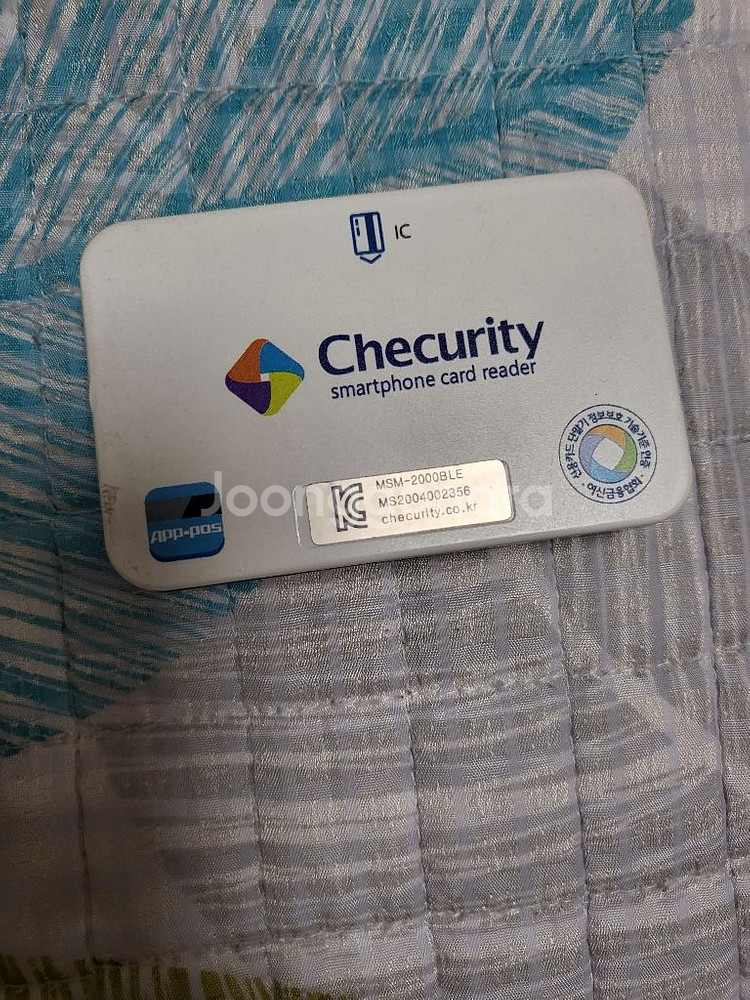 IC
Checurity
smartphone card reader
신용카드 단말기 정보보호 기술기준 인증
여신금융협회
MSM-2000BLE
MS2004002356
checurity.co.kr
App-pos
Joonggonara